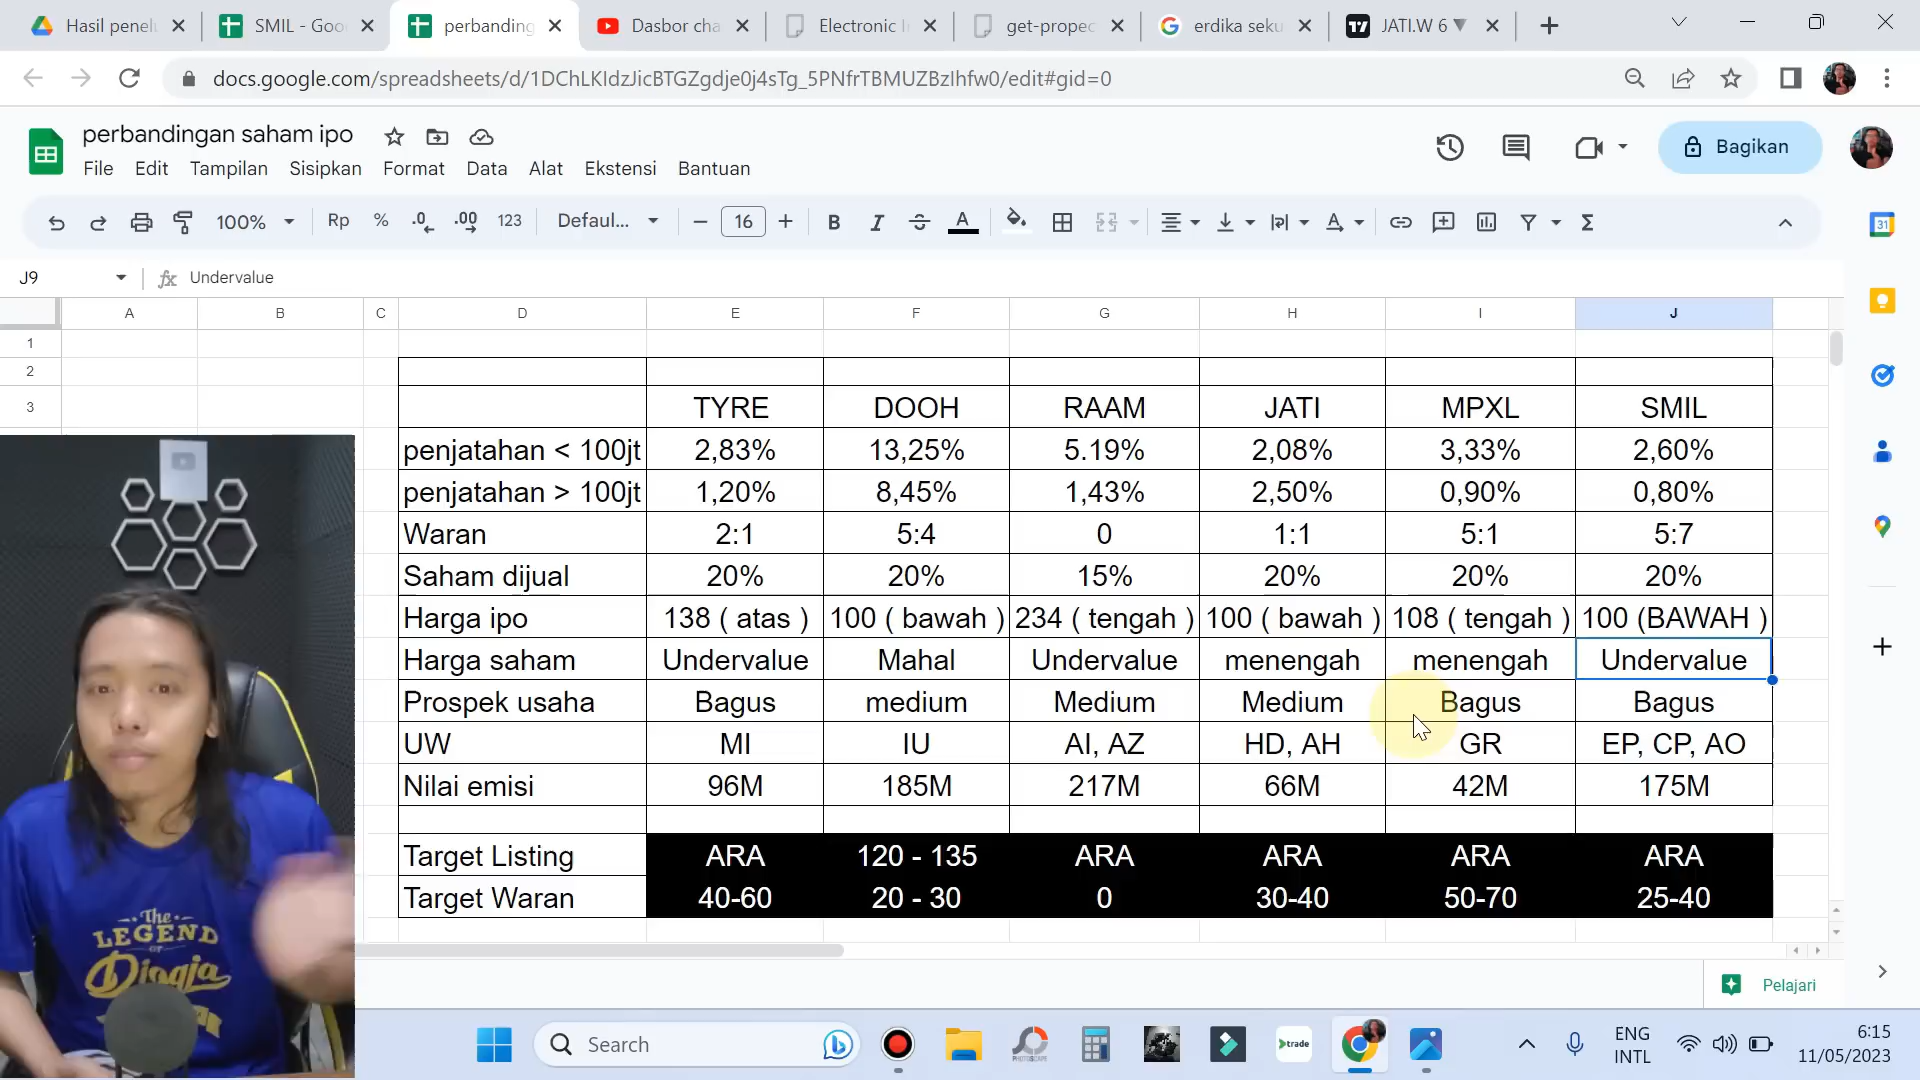 Hasil penel
SMIL - Goo
perbanding
Dasbor cha
Electronic I
get-propec
erdika seku
JATI.W 6
docs.google.com/spreadsheets/d/1DChLKIdzJicBTGZgdje0j4sTg_5PNfrTBMUZBzIhfw0/edit#gid=0
perbandingan saham ipo
File Edit Tampilan Sisipkan Format Data Alat Ekstensi Bantuan
Bagikan
100% Rp % .0 .00 123 Defaul... 16 B I S A
J9 fx Undervalue
A B C D E F G H I J
1
2
3 TYRE DOOH RAAM JATI MPXL SMIL
penjatahan < 100jt 2,83% 13,25% 5.19% 2,08% 3,33% 2,60%
penjatahan > 100jt 1,20% 8,45% 1,43% 2,50% 0,90% 0,80%
Waran 2:1 5:4 0 1:1 5:1 5:7
Saham dijual 20% 20% 15% 20% 20% 20%
Harga ipo 138 ( atas ) 100 ( bawah ) 234 ( tengah ) 100 ( bawah ) 108 ( tengah ) 100 (BAWAH )
Harga saham Undervalue Mahal Undervalue menengah menengah Undervalue
Prospek usaha Bagus medium Medium Medium Bagus Bagus
UW MI IU AI, AZ HD, AH GR EP, CP, AO
Nilai emisi 96M 185M 217M 66M 42M 175M
Target Listing ARA 120 - 135 ARA ARA ARA ARA
Target Waran 40-60 20 - 30 0 30-40 50-70 25-40
The
LEGEND
OF
Djogja
Pelajari
Search
PHOTOSCAPE
trade
ENG
INTL
6:15
11/05/2023
31